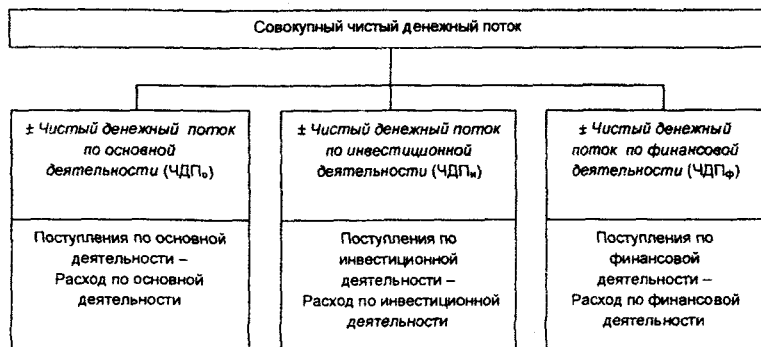 Совокупный чистый денежный поток
± Чистый денежный поток
по основной
деятельности (ЧДПₒ)
Поступления по основной
деятельности –
Расход по основной
деятельности
± Чистый денежный поток
по инвестиционной
деятельности (ЧДПи)
Поступления по
инвестиционной
деятельности –
Расход по инвестиционной
деятельности
± Чистый денежный
поток по финансовой
деятельности (ЧДПф)
Поступления по
финансовой
деятельности –
Расход по финансовой
деятельности